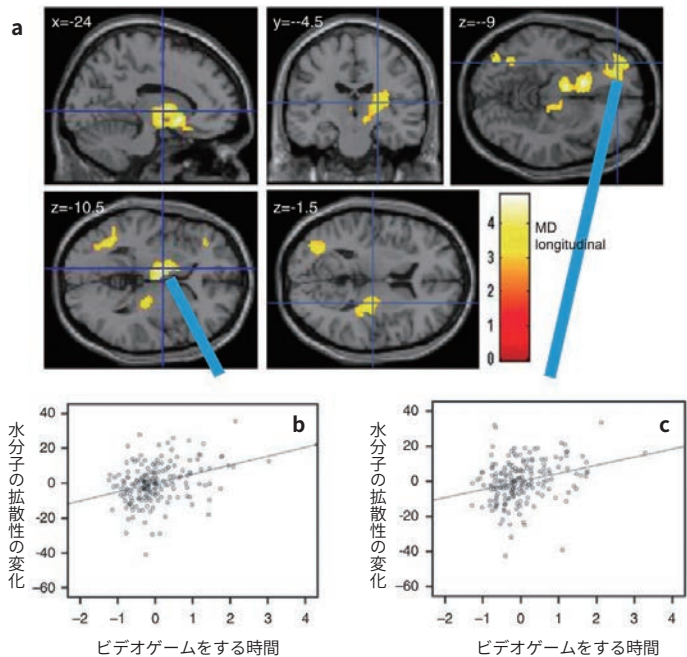 a
x=-24
y=--4.5
z=--9
z=-10.5
z=-1.5
4
3
2
1
0
MD
longitudinal
b
40
20
0
−20
−40
−60
−2 −1 0 1 2 3 4
水分子の拡散性の変化
ビデオゲームをする時間
c
40
20
0
−20
−40
−60
−2 −1 0 1 2 3 4
水分子の拡散性の変化
ビデオゲームをする時間